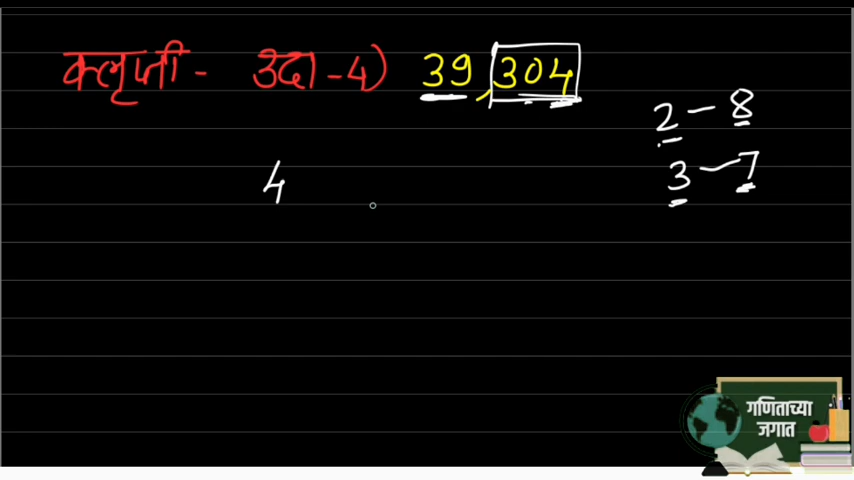 क्लृप्ती - उदा - 4) 39,304
2 - 8
3 - 7
4
गणिताच्या
जगात